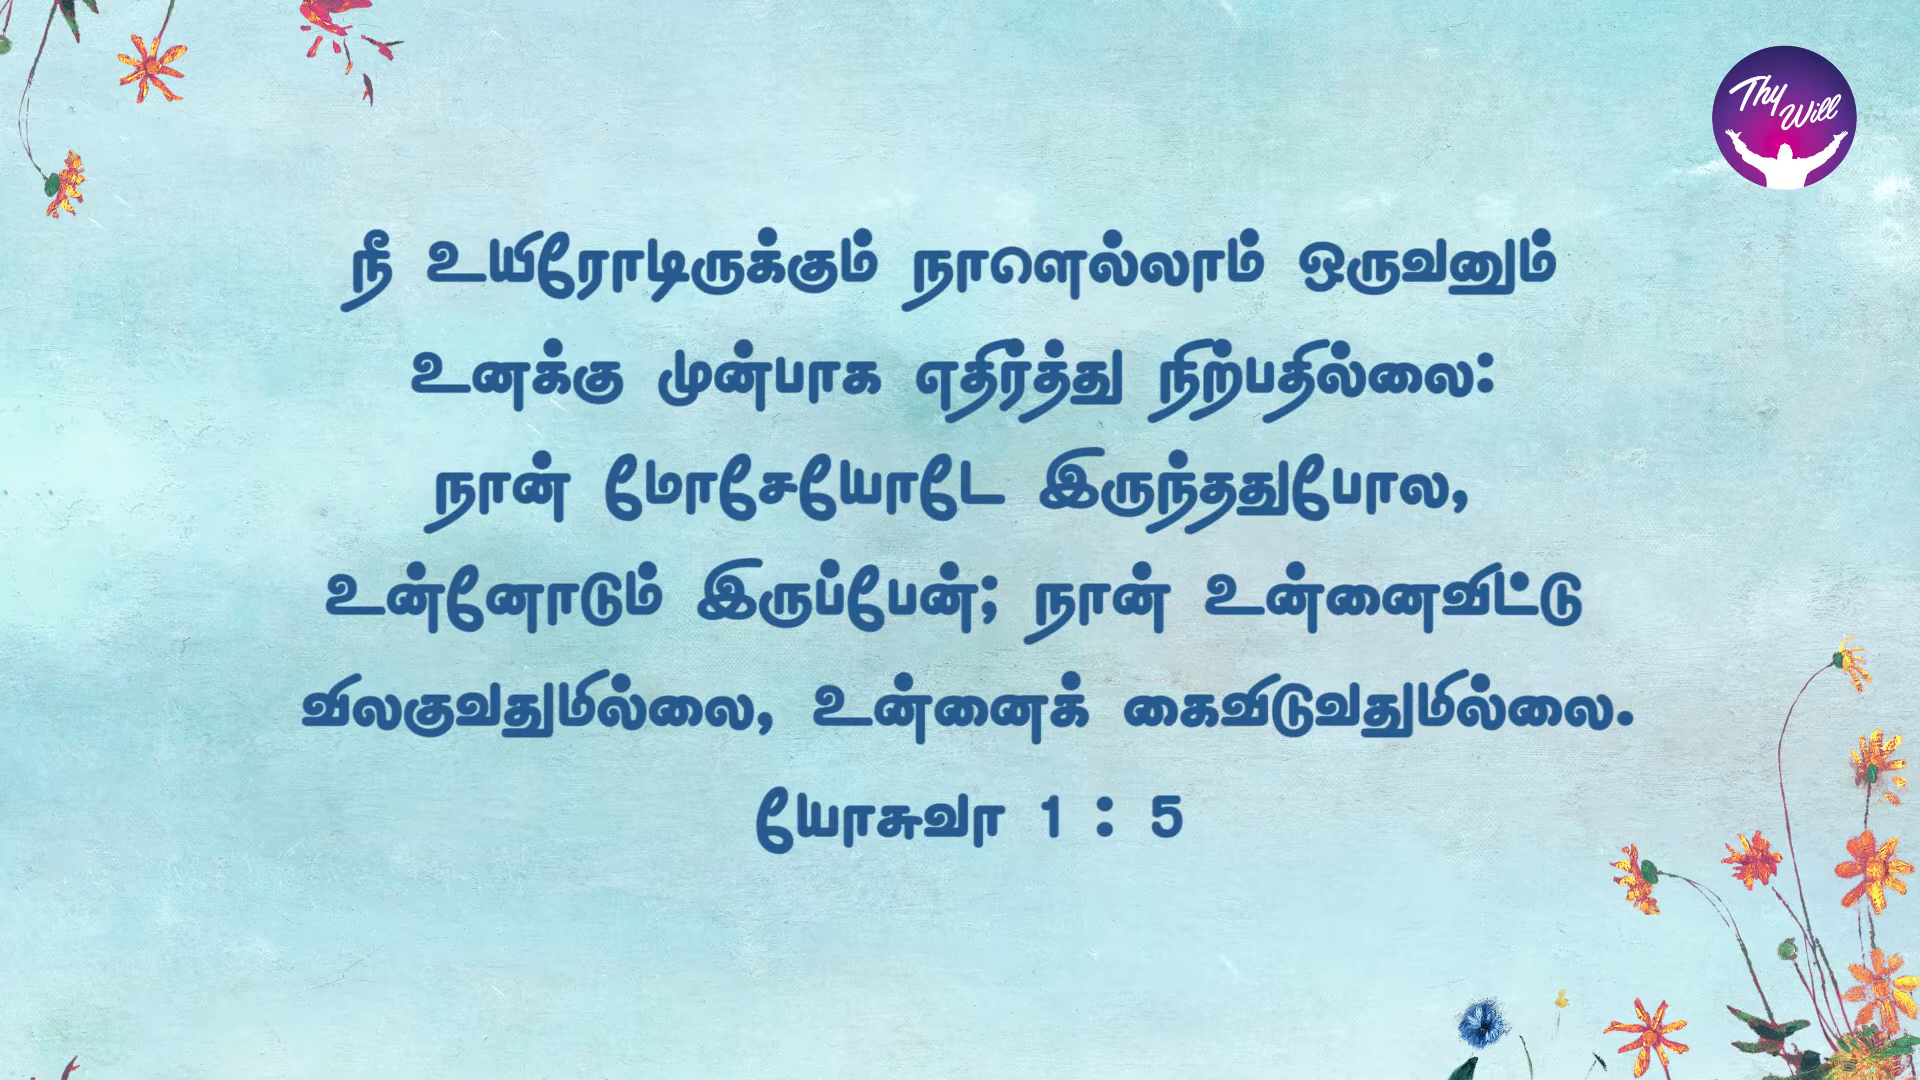 Thy Will
நீ உயிரோடிருக்கும் நாளெல்லாம் ஒருவனும்
உனக்கு முன்பாக எதிர்த்து நிற்பதில்லை:
நான் மோசேயோடே இருந்ததுபோல,
உன்னோடும் இருப்பேன்; நான் உன்னைவிட்டு
விலகுவதுமில்லை, உன்னைக் கைவிடுவதுமில்லை.
யோசுவா 1 : 5